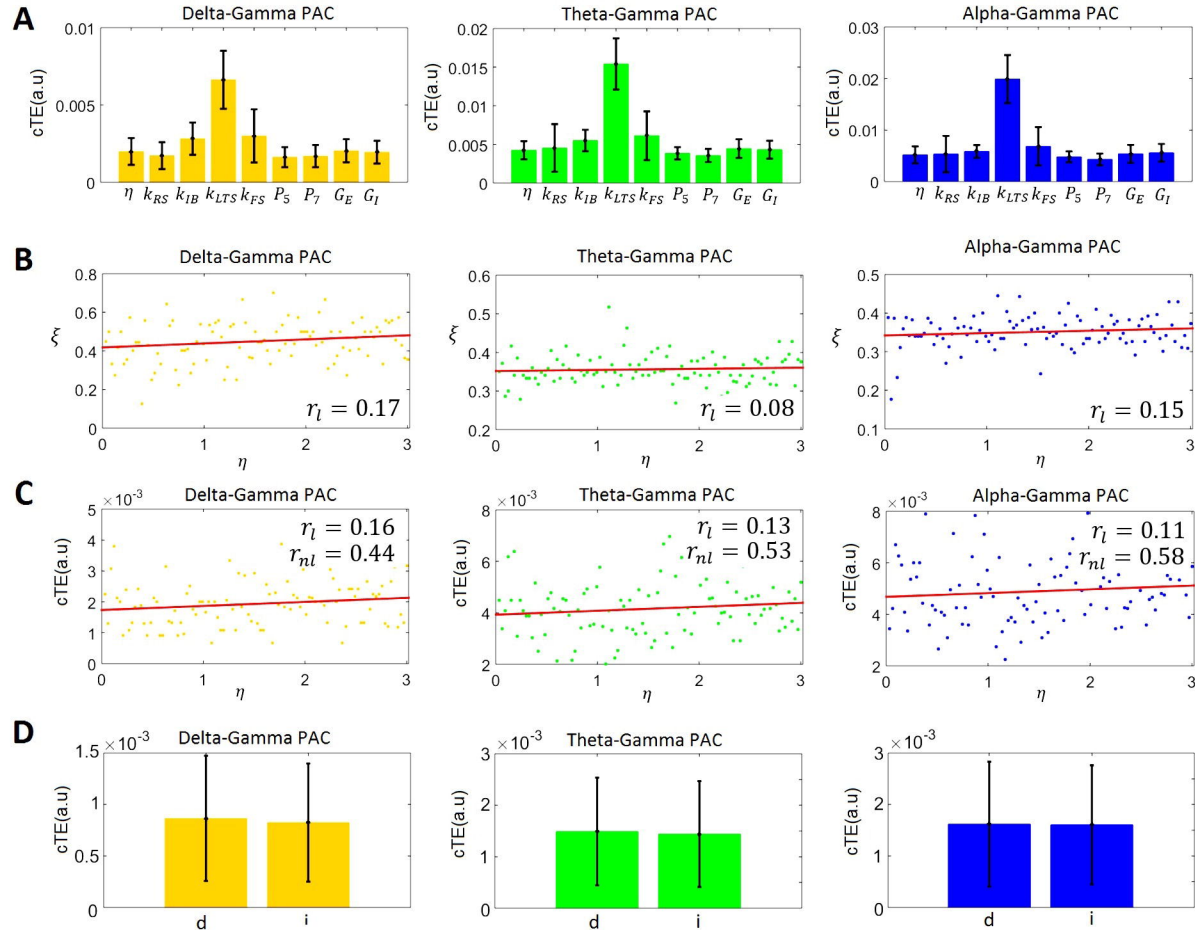 A
Delta-Gamma PAC
Theta-Gamma PAC
Alpha-Gamma PAC
cTE(a.u)
0.01
0.005
0
η k_RS k_IB k_LTS k_FS P_5 P_7 G_E G_I
cTE(a.u)
0.02
0.015
0.01
0.005
0
η k_RS k_IB k_LTS k_FS P_5 P_7 G_E G_I
cTE(a.u)
0.03
0.02
0.01
0
η k_RS k_IB k_LTS k_FS P_5 P_7 G_E G_I
B
Delta-Gamma PAC
Theta-Gamma PAC
Alpha-Gamma PAC
ξ
0.8
0.6
0.4
0.2
0
r_l = 0.17
0 1 2 3
η
ξ
0.6
0.5
0.4
0.3
0.2
r_l = 0.08
0 1 2 3
η
ξ
0.5
0.4
0.3
0.2
0.1
r_l = 0.15
0 1 2 3
η
C
Delta-Gamma PAC
Theta-Gamma PAC
Alpha-Gamma PAC
×10⁻³
cTE(a.u)
5
4
3
2
1
0
r_l = 0.16
r_nl = 0.44
0 1 2 3
η
×10⁻³
cTE(a.u)
8
6
4
2
r_l = 0.13
r_nl = 0.53
0 1 2 3
η
×10⁻³
cTE(a.u)
8
6
4
2
r_l = 0.11
r_nl = 0.58
0 1 2 3
η
D
Delta-Gamma PAC
Theta-Gamma PAC
Alpha-Gamma PAC
×10⁻³
cTE(a.u)
1.5
1
0.5
0
d i
×10⁻³
cTE(a.u)
3
2
1
0
d i
×10⁻³
cTE(a.u)
3
2
1
0
d i